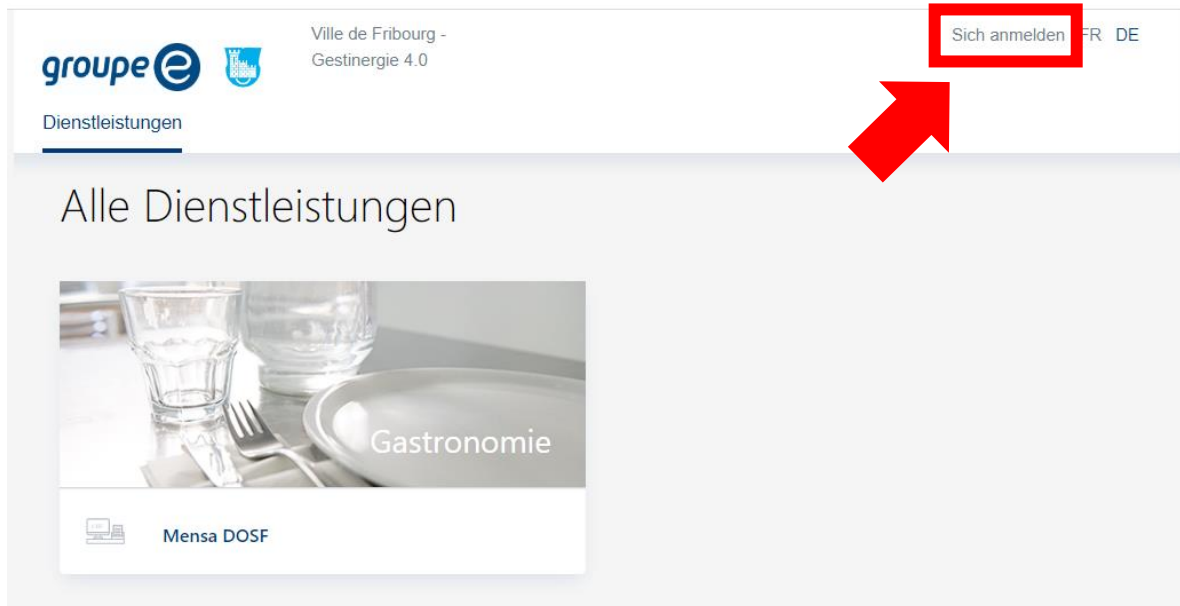 groupe e
Ville de Fribourg -
Gestinergie 4.0
Sich anmelden FR DE
Dienstleistungen
Alle Dienstleistungen
Gastronomie
Mensa DOSF